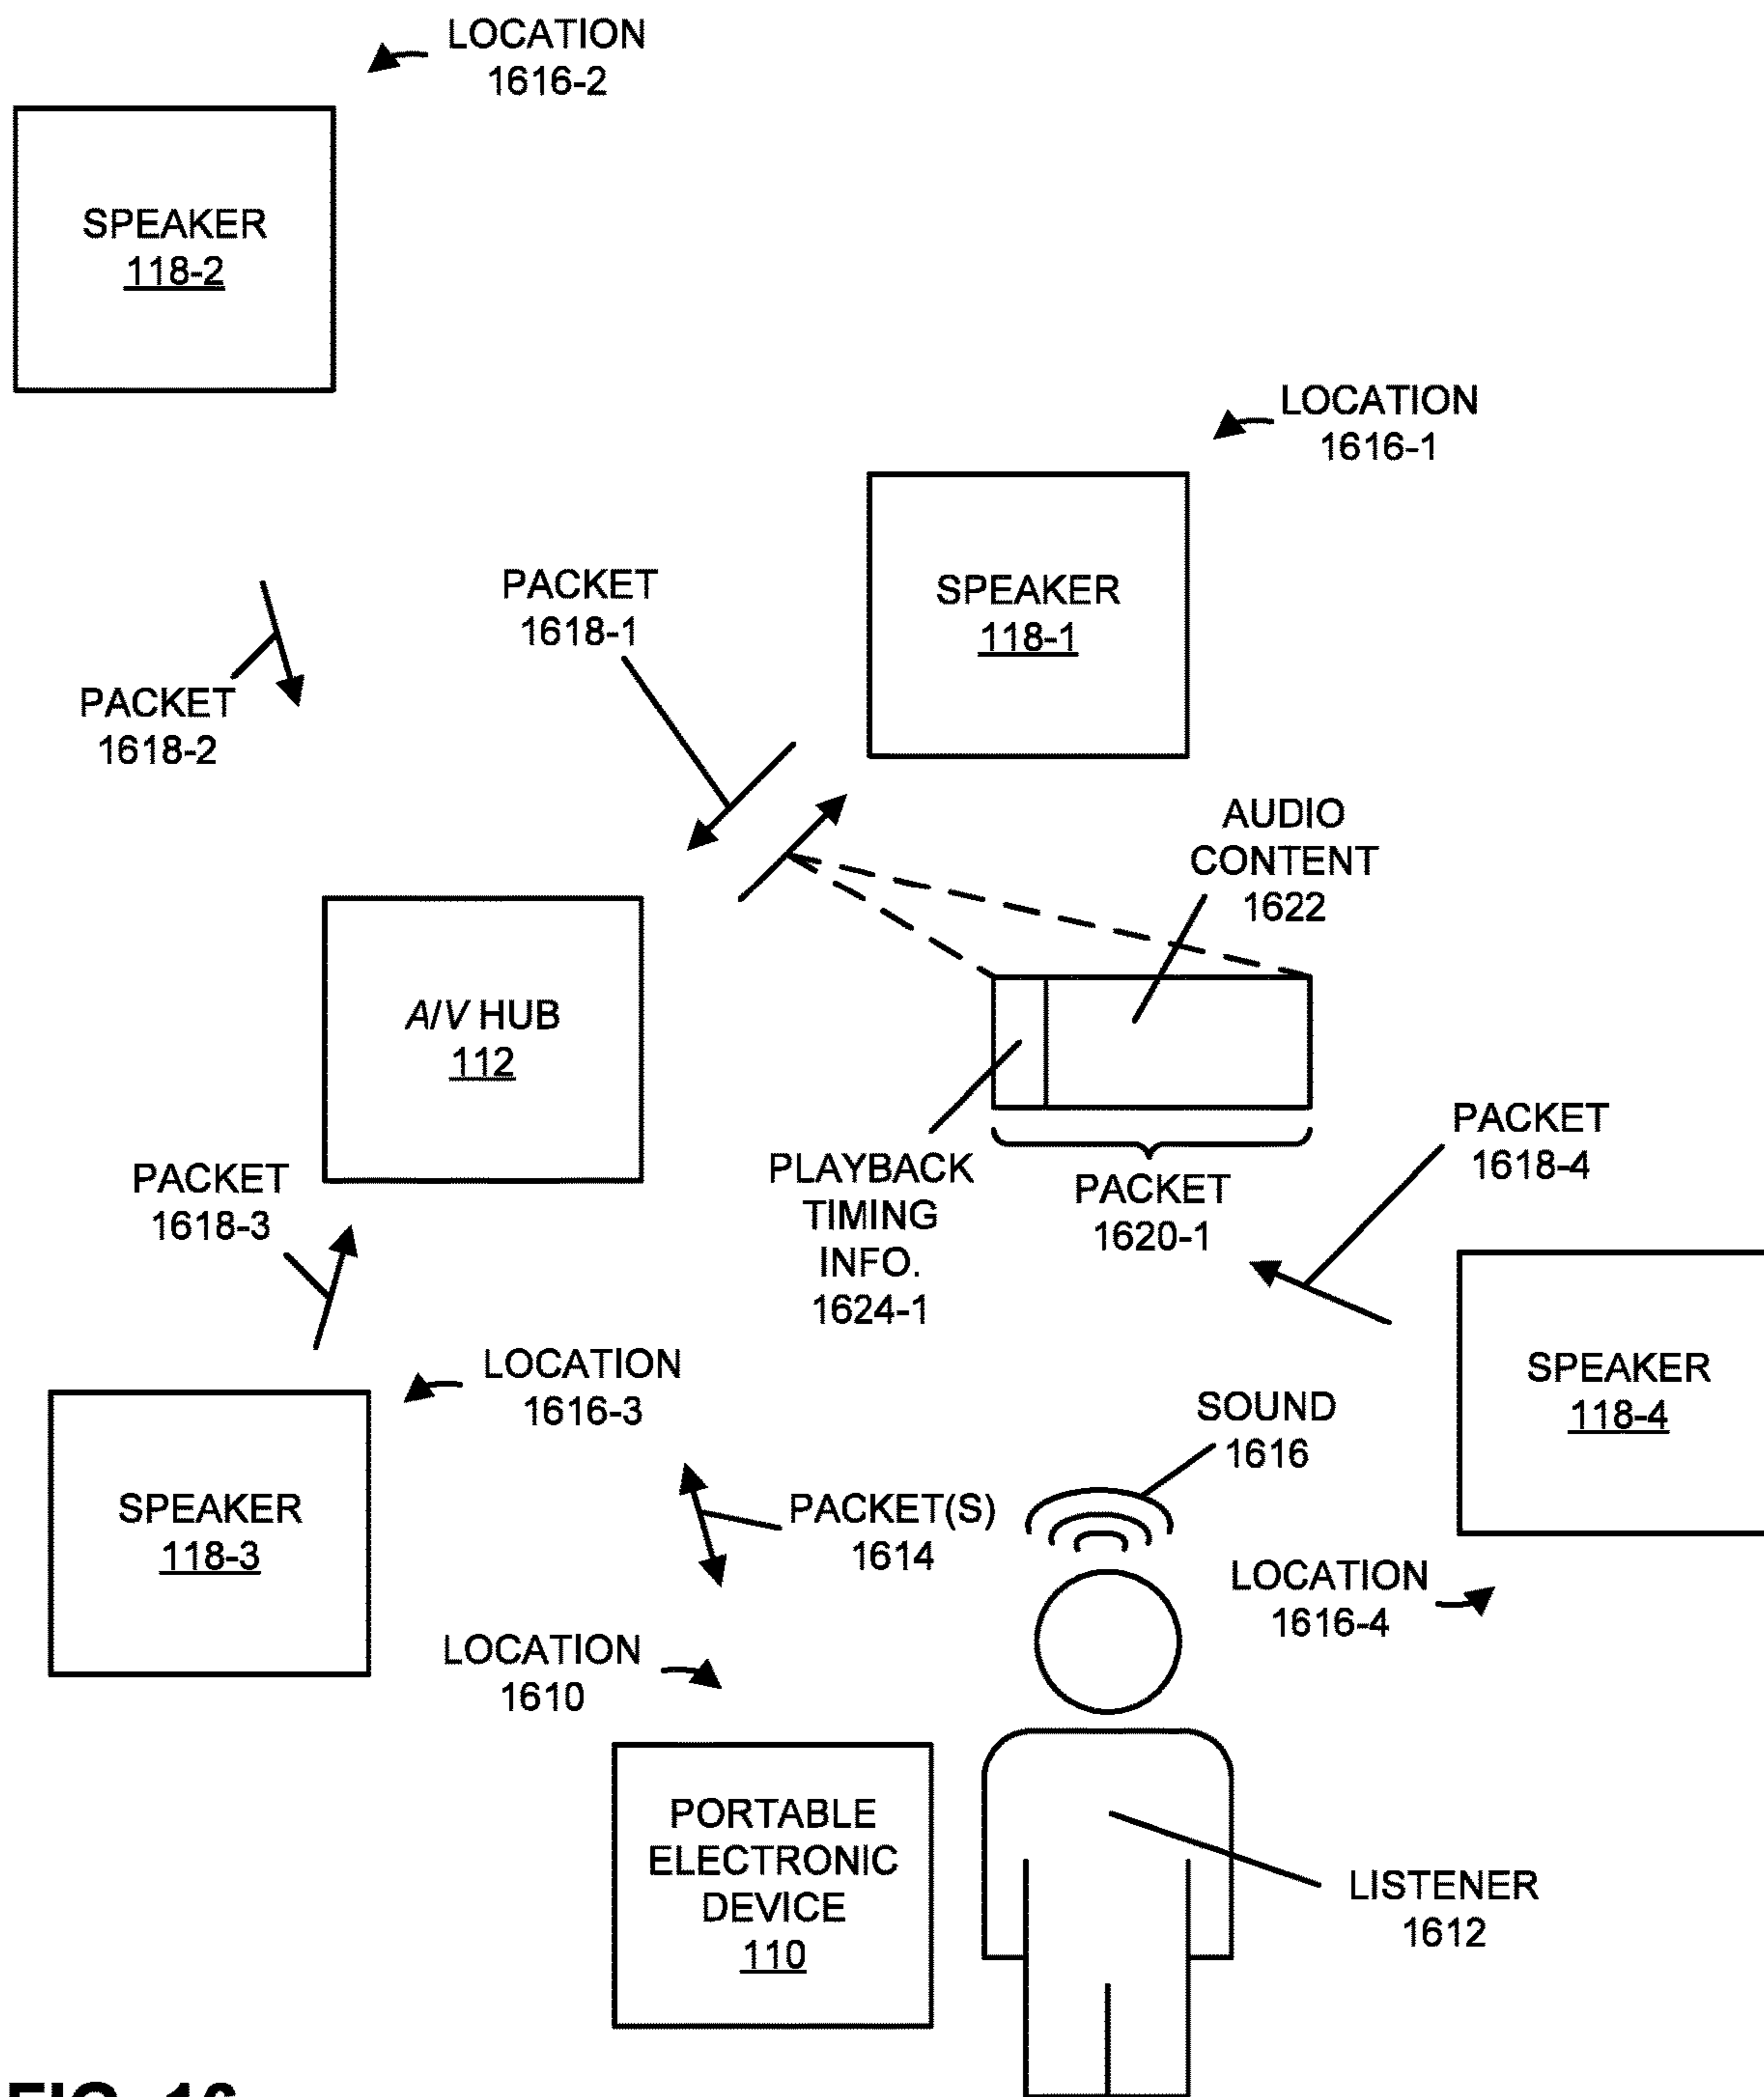 LOCATION
1616-2
SPEAKER
118-2
LOCATION
1616-1
PACKET
1618-1
SPEAKER
118-1
PACKET
1618-2
AUDIO
CONTENT
1622
A/V HUB
112
PACKET
1618-4
PACKET
1618-3
PLAYBACK
TIMING
INFO.
1624-1
PACKET
1620-1
LOCATION
1616-3
SPEAKER
118-4
SOUND
1616
SPEAKER
118-3
PACKET(S)
1614
LOCATION
1616-4
LOCATION
1610
PORTABLE
ELECTRONIC
DEVICE
110
LISTENER
1612
FIG. 16